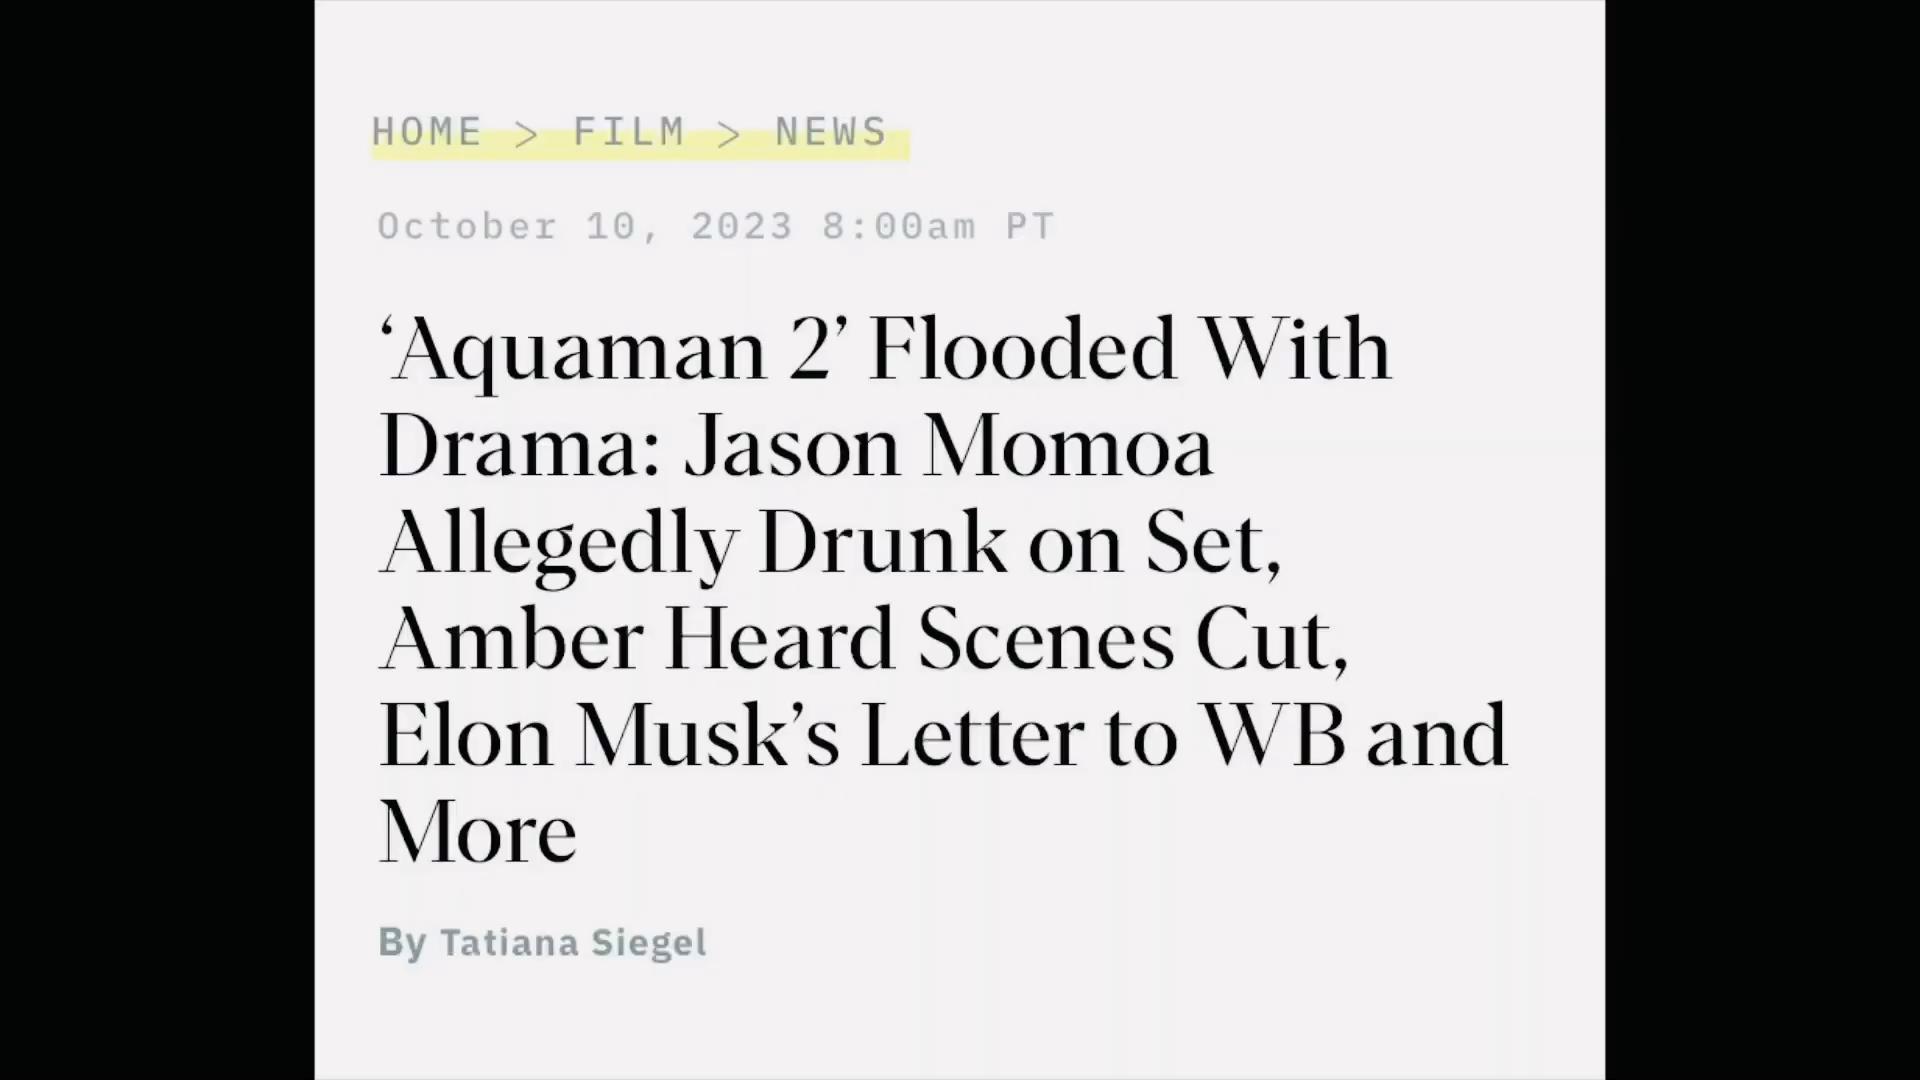 HOME > FILM > NEWS
October 10, 2023 8:00am PT
‘Aquaman 2’ Flooded With
Drama: Jason Momoa
Allegedly Drunk on Set,
Amber Heard Scenes Cut,
Elon Musk’s Letter to WB and
More
By Tatiana Siegel